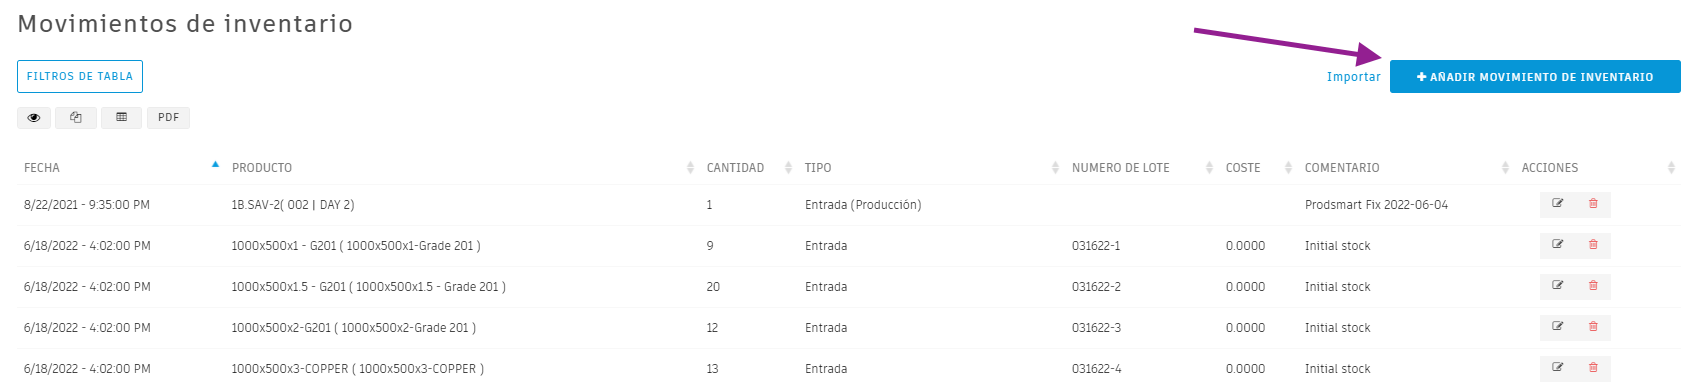 Movimientos de inventario
FILTROS DE TABLA
Importar
AÑADIR MOVIMIENTO DE INVENTARIO
PDF
FECHA PRODUCTO CANTIDAD TIPO NUMERO DE LOTE COSTE COMENTARIO ACCIONES
8/22/2021 - 9:35:00 PM 1B.SAV-2( 002 | DAY 2) 1 Entrada (Producción) Prodsmart Fix 2022-06-04
6/18/2022 - 4:02:00 PM 1000x500x1 - G201 ( 1000x500x1-Grade 201 ) 9 Entrada 031622-1 0.0000 Initial stock
6/18/2022 - 4:02:00 PM 1000x500x1.5 - G201 ( 1000x500x1.5 - Grade 201 ) 20 Entrada 031622-2 0.0000 Initial stock
6/18/2022 - 4:02:00 PM 1000x500x2-G201 ( 1000x500x2-Grade 201 ) 12 Entrada 031622-3 0.0000 Initial stock
6/18/2022 - 4:02:00 PM 1000x500x3-COPPER ( 1000x500x3-COPPER ) 13 Entrada 031622-4 0.0000 Initial stock